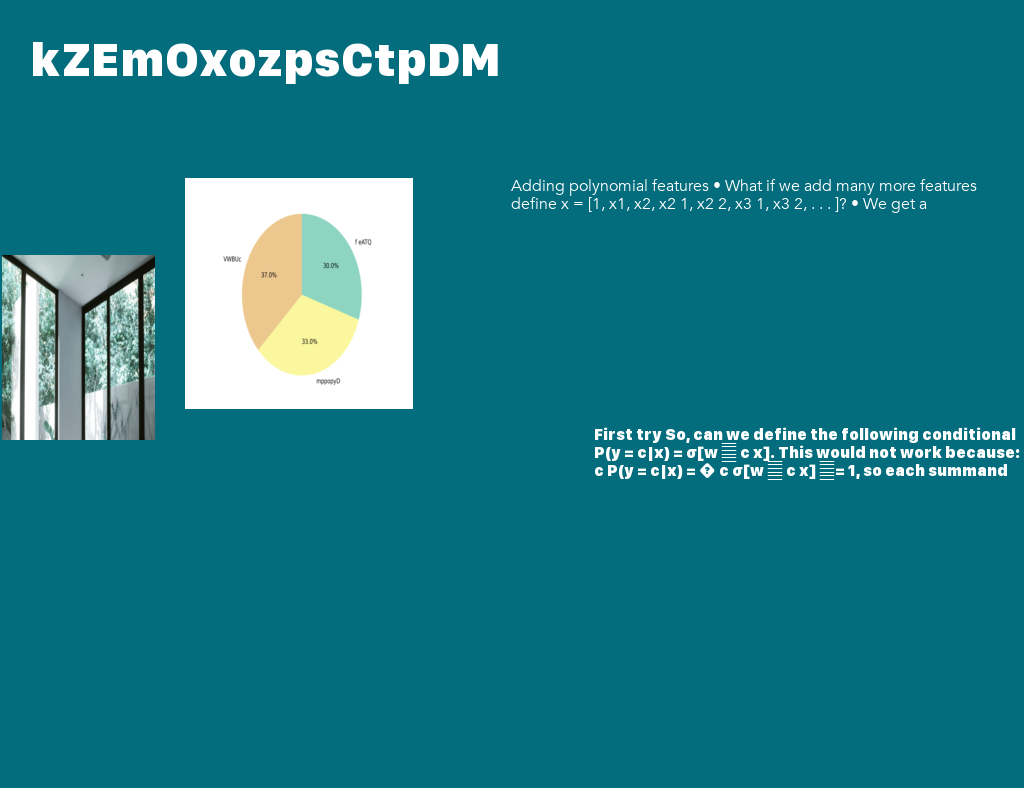 kZEmOxozpsCtpDM
Adding polynomial features • What if we add many more features
define x = [1, x1, x2, x2 1, x2 2, x3 1, x3 2, . . . ]? • We get a
f eATQ
VWBUc
30.0%
37.0%
33.0%
mppopyD
First try So, can we define the following conditional
P(y = c|x) = σ[w c x]. This would not work because:
c P(y = c|x) = � c σ[w c x] = 1, so each summand